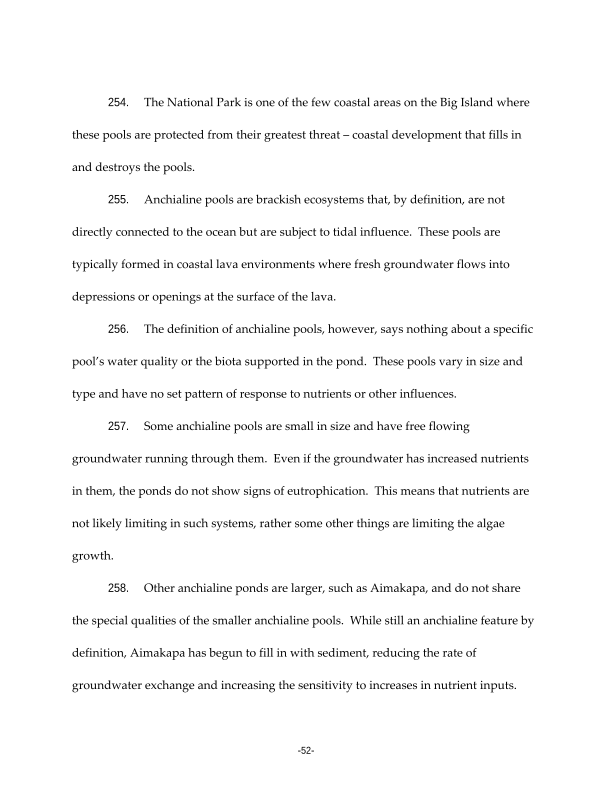 254. The National Park is one of the few coastal areas on the Big Island where
these pools are protected from their greatest threat – coastal development that fills in
and destroys the pools.
255. Anchialine pools are brackish ecosystems that, by definition, are not
directly connected to the ocean but are subject to tidal influence. These pools are
typically formed in coastal lava environments where fresh groundwater flows into
depressions or openings at the surface of the lava.
256. The definition of anchialine pools, however, says nothing about a specific
pool's water quality or the biota supported in the pond. These pools vary in size and
type and have no set pattern of response to nutrients or other influences.
257. Some anchialine pools are small in size and have free flowing
groundwater running through them. Even if the groundwater has increased nutrients
in them, the ponds do not show signs of eutrophication. This means that nutrients are
not likely limiting in such systems, rather some other things are limiting the algae
growth.
258. Other anchialine ponds are larger, such as Aimakapa, and do not share
the special qualities of the smaller anchialine pools. While still an anchialine feature by
definition, Aimakapa has begun to fill in with sediment, reducing the rate of
groundwater exchange and increasing the sensitivity to increases in nutrient inputs.
-52-